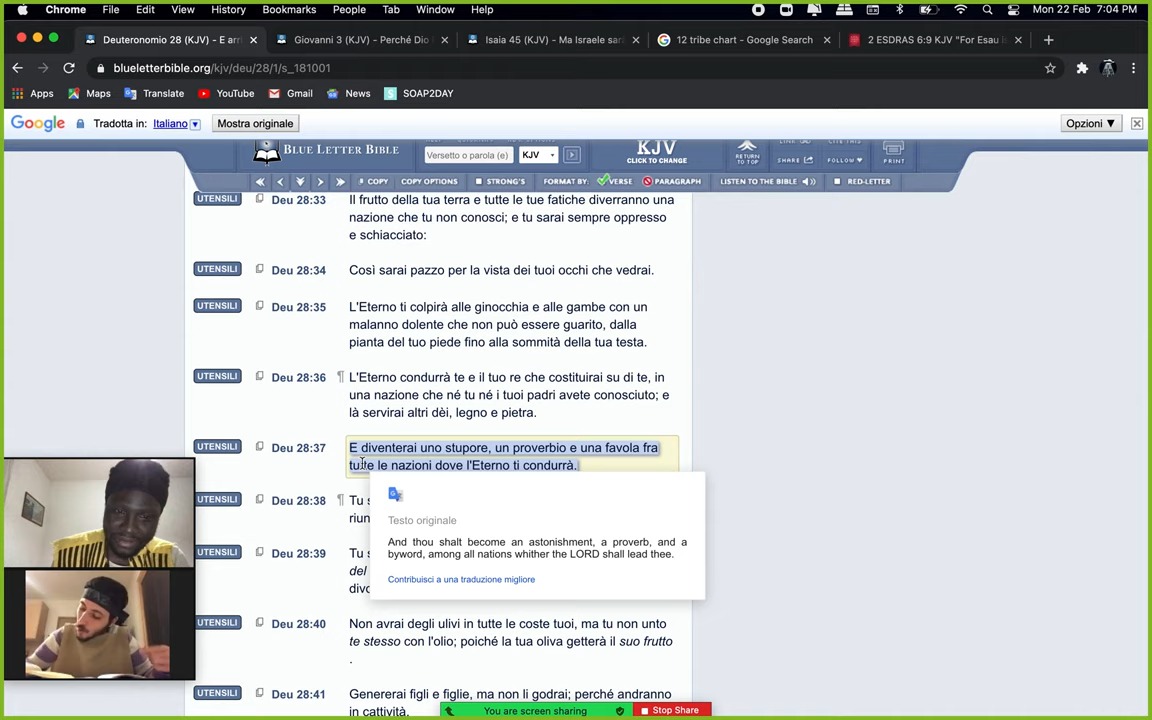 Chrome File Edit View History Bookmarks People Tab Window Help Mon 22 Feb 7:04 PM
Deuteronomio 28 (KJV) - E arri Giovanni 3 (KJV) - Perché Dio Isaia 45 (KJV) - Ma Israele sar 12 tribe chart - Google Search 2 ESDRAS 6:9 KJV "For Esau i
blueletterbible.org/kjv/deu/28/1/s_181001
Apps Maps Translate YouTube Gmail News SOAP2DAY
Google Tradotta in: Italiano Mostra originale Opzioni ▼
BLUE LETTER BIBLE Versetto o parola (e) KJV KJV
CLICK TO CHANGE RETURN TO TOP SHARE FOLLOW PRINT
COPY COPY OPTIONS STRONG'S FORMAT BY: VERSE PARAGRAPH LISTEN TO THE BIBLE RED-LETTER
UTENSILI Deu 28:33 Il frutto della tua terra e tutte le tue fatiche diverranno una
nazione che tu non conosci; e tu sarai sempre oppresso
e schiacciato:
UTENSILI Deu 28:34 Così sarai pazzo per la vista dei tuoi occhi che vedrai.
UTENSILI Deu 28:35 L'Eterno ti colpirà alle ginocchia e alle gambe con un
malanno dolente che non può essere guarito, dalla
pianta del tuo piede fino alla sommità della tua testa.
UTENSILI Deu 28:36 ¶ L'Eterno condurrà te e il tuo re che costituirai su di te, in
una nazione che né tu né i tuoi padri avete conosciuto; e
là servirai altri dèi, legno e pietra.
UTENSILI Deu 28:37 E diventerai uno stupore, un proverbio e una favola fra
tutte le nazioni dove l'Eterno ti condurrà.
UTENSILI Deu 28:38 ¶ Tu
UTENSILI Deu 28:39 Tu
del
Testo originale
And thou shalt become an astonishment, a proverb, and a
byword, among all nations whither the LORD shall lead thee.
Contribuisci a una traduzione migliore
UTENSILI Deu 28:40 Non avrai degli ulivi in tutte le coste tuoi, ma tu non unto
te stesso con l'olio; poiché la tua oliva getterà il suo frutto
.
UTENSILI Deu 28:41 Genererai figli e figlie, ma non li godrai; perché andranno
in cattività.
You are screen sharing Stop Share